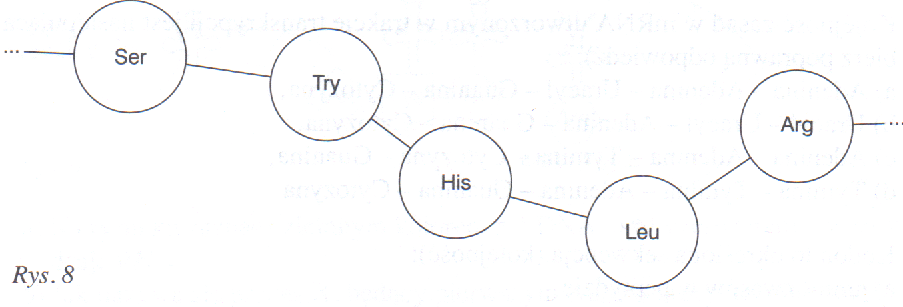 ... Ser Try His Leu Arg ...
Rys. 8